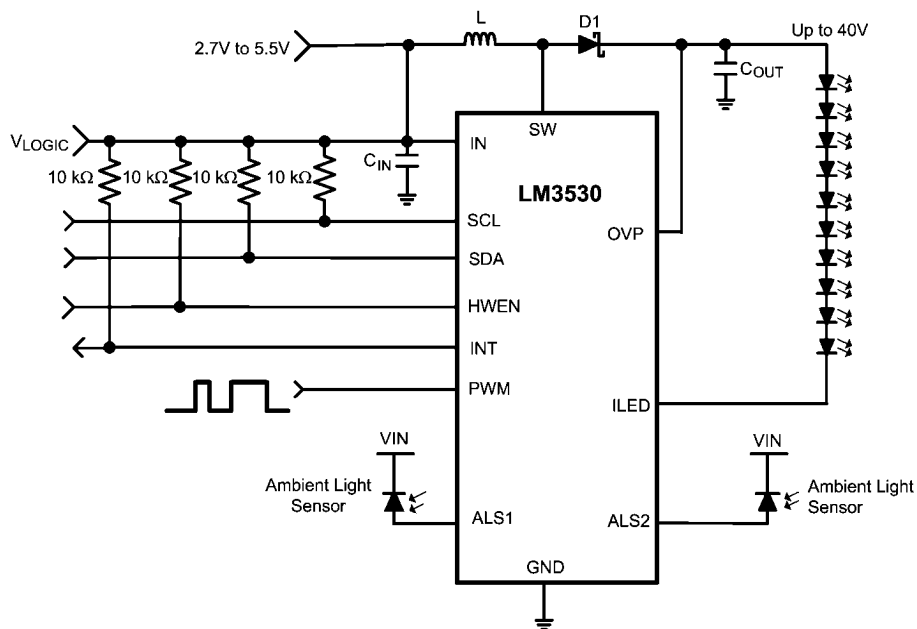 L
D1
2.7V to 5.5V
Up to 40V
COUT
SW
VLOGIC
IN
CIN
10 kΩ 10 kΩ 10 kΩ 10 kΩ
LM3530
SCL
OVP
SDA
HWEN
INT
PWM
ILED
VIN
VIN
Ambient Light
Sensor
Ambient Light
Sensor
ALS1
ALS2
GND